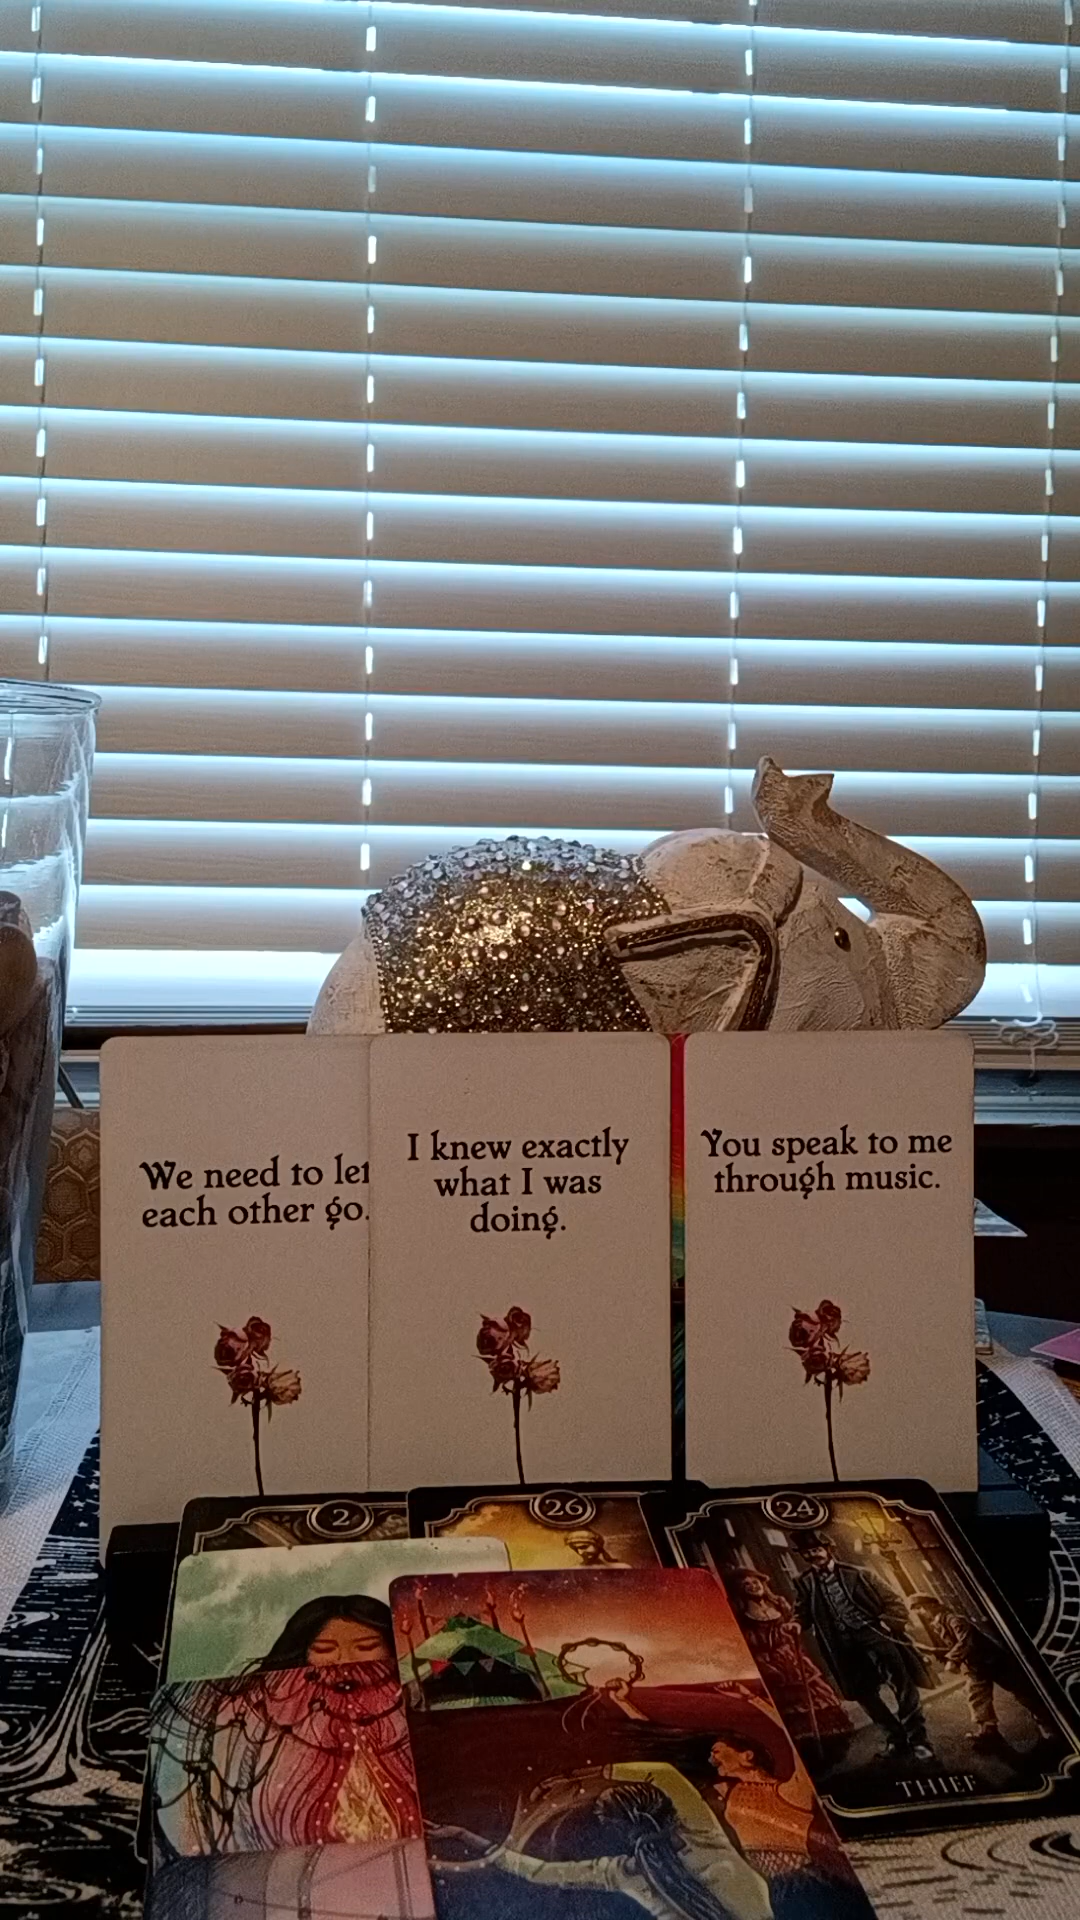 We need to let
each other go.
I knew exactly
what I was
doing.
You speak to me
through music.
2
26
24
THIEF